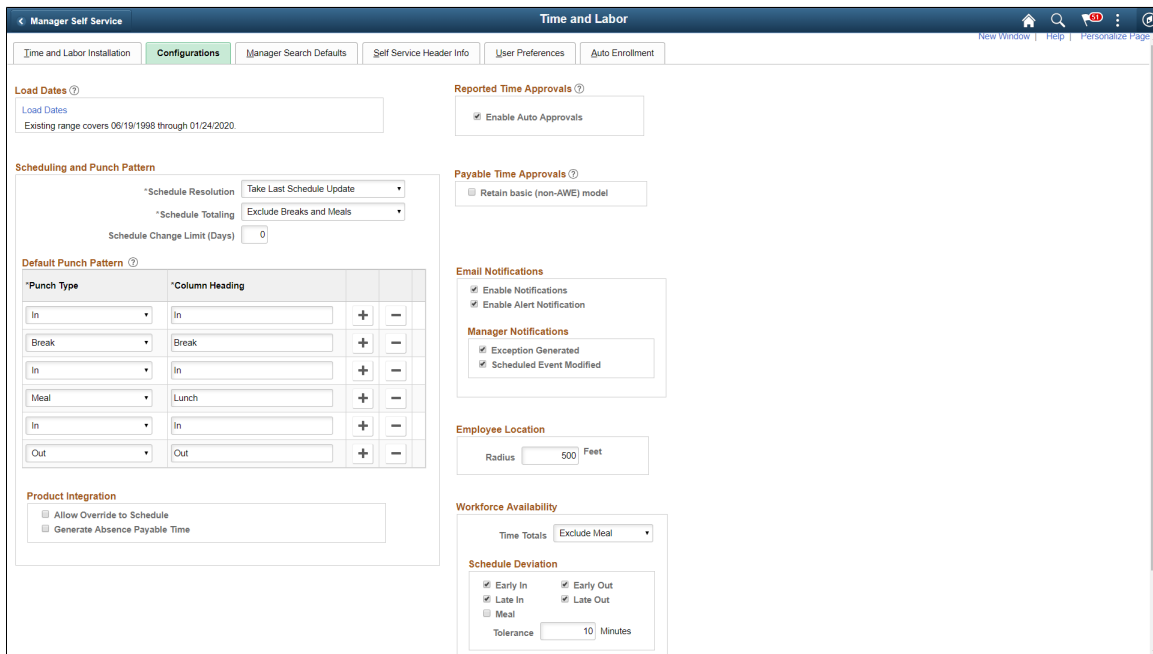 Manager Self Service
Time and Labor
51
New Window | Help | Personalize Page
Time and Labor Installation
Configurations
Manager Search Defaults
Self Service Header Info
User Preferences
Auto Enrollment
Load Dates
Load Dates
Existing range covers 06/19/1998 through 01/24/2020.
Scheduling and Punch Pattern
*Schedule Resolution Take Last Schedule Update
*Schedule Totaling Exclude Breaks and Meals
Schedule Change Limit (Days) 0
Default Punch Pattern
*Punch Type *Column Heading
In In
Break Break
In In
Meal Lunch
In In
Out Out
Product Integration
Allow Override to Schedule
Generate Absence Payable Time
Reported Time Approvals
Enable Auto Approvals
Payable Time Approvals
Retain basic (non-AWE) model
Email Notifications
Enable Notifications
Enable Alert Notification
Manager Notifications
Exception Generated
Scheduled Event Modified
Employee Location
Radius 500 Feet
Workforce Availability
Time Totals Exclude Meal
Schedule Deviation
Early In Early Out
Late In Late Out
Meal
Tolerance 10 Minutes